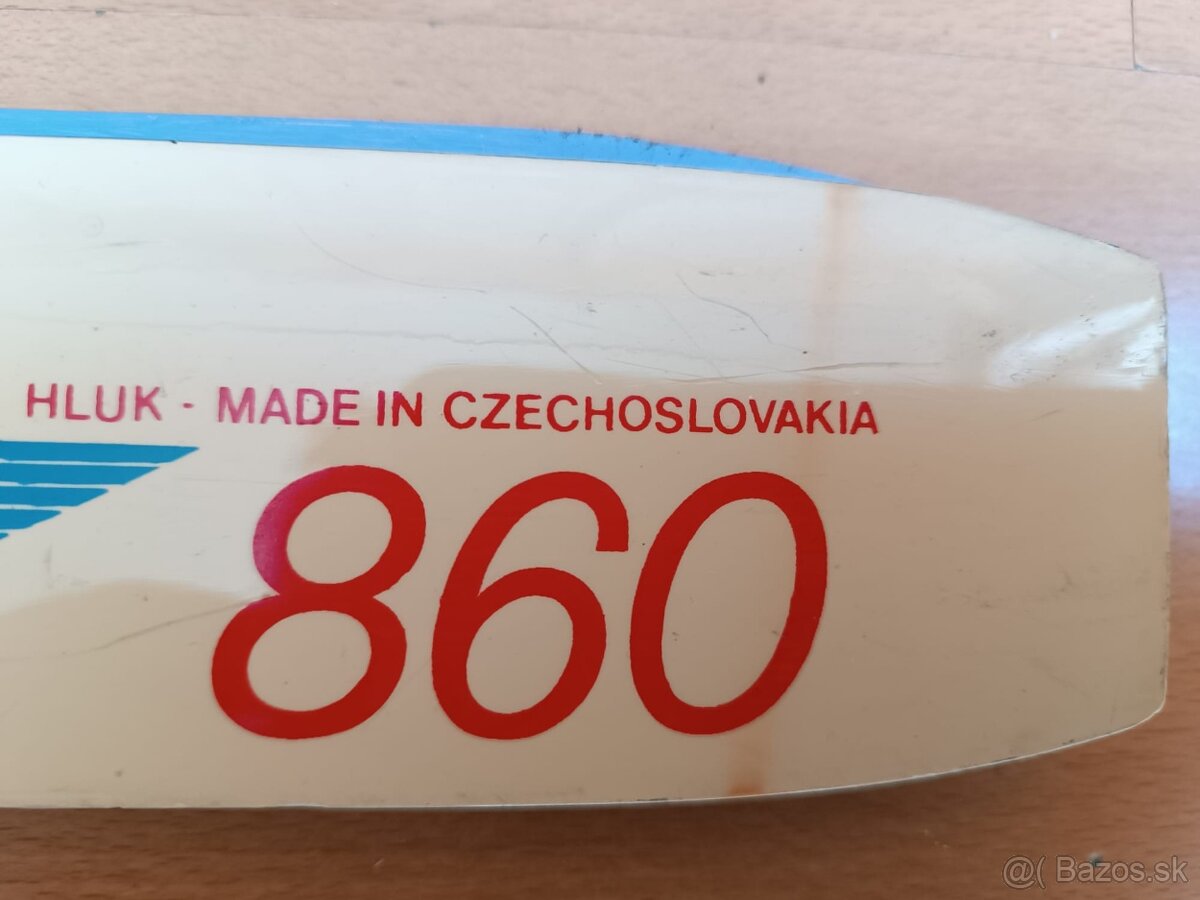 HLUK - MADE IN CZECHOSLOVAKIA
860
@( Bazos.sk